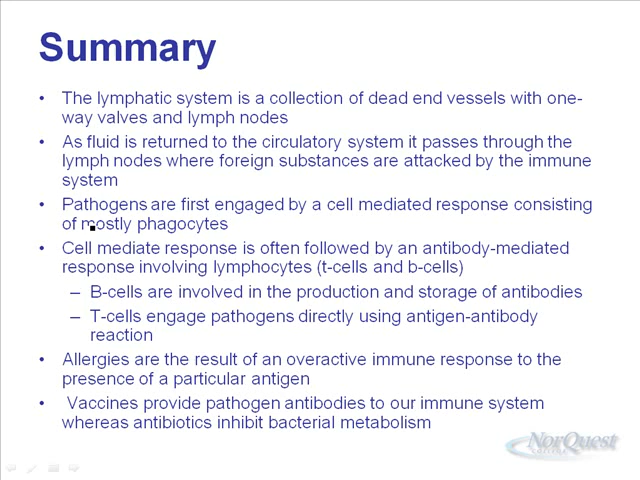 Summary
• The lymphatic system is a collection of dead end vessels with one-
way valves and lymph nodes
• As fluid is returned to the circulatory system it passes through the
lymph nodes where foreign substances are attacked by the immune
system
• Pathogens are first engaged by a cell mediated response consisting
of mostly phagocytes
• Cell mediate response is often followed by an antibody-mediated
response involving lymphocytes (t-cells and b-cells)
– B-cells are involved in the production and storage of antibodies
– T-cells engage pathogens directly using antigen-antibody
reaction
• Allergies are the result of an overactive immune response to the
presence of a particular antigen
• Vaccines provide pathogen antibodies to our immune system
whereas antibiotics inhibit bacterial metabolism
NorQuest